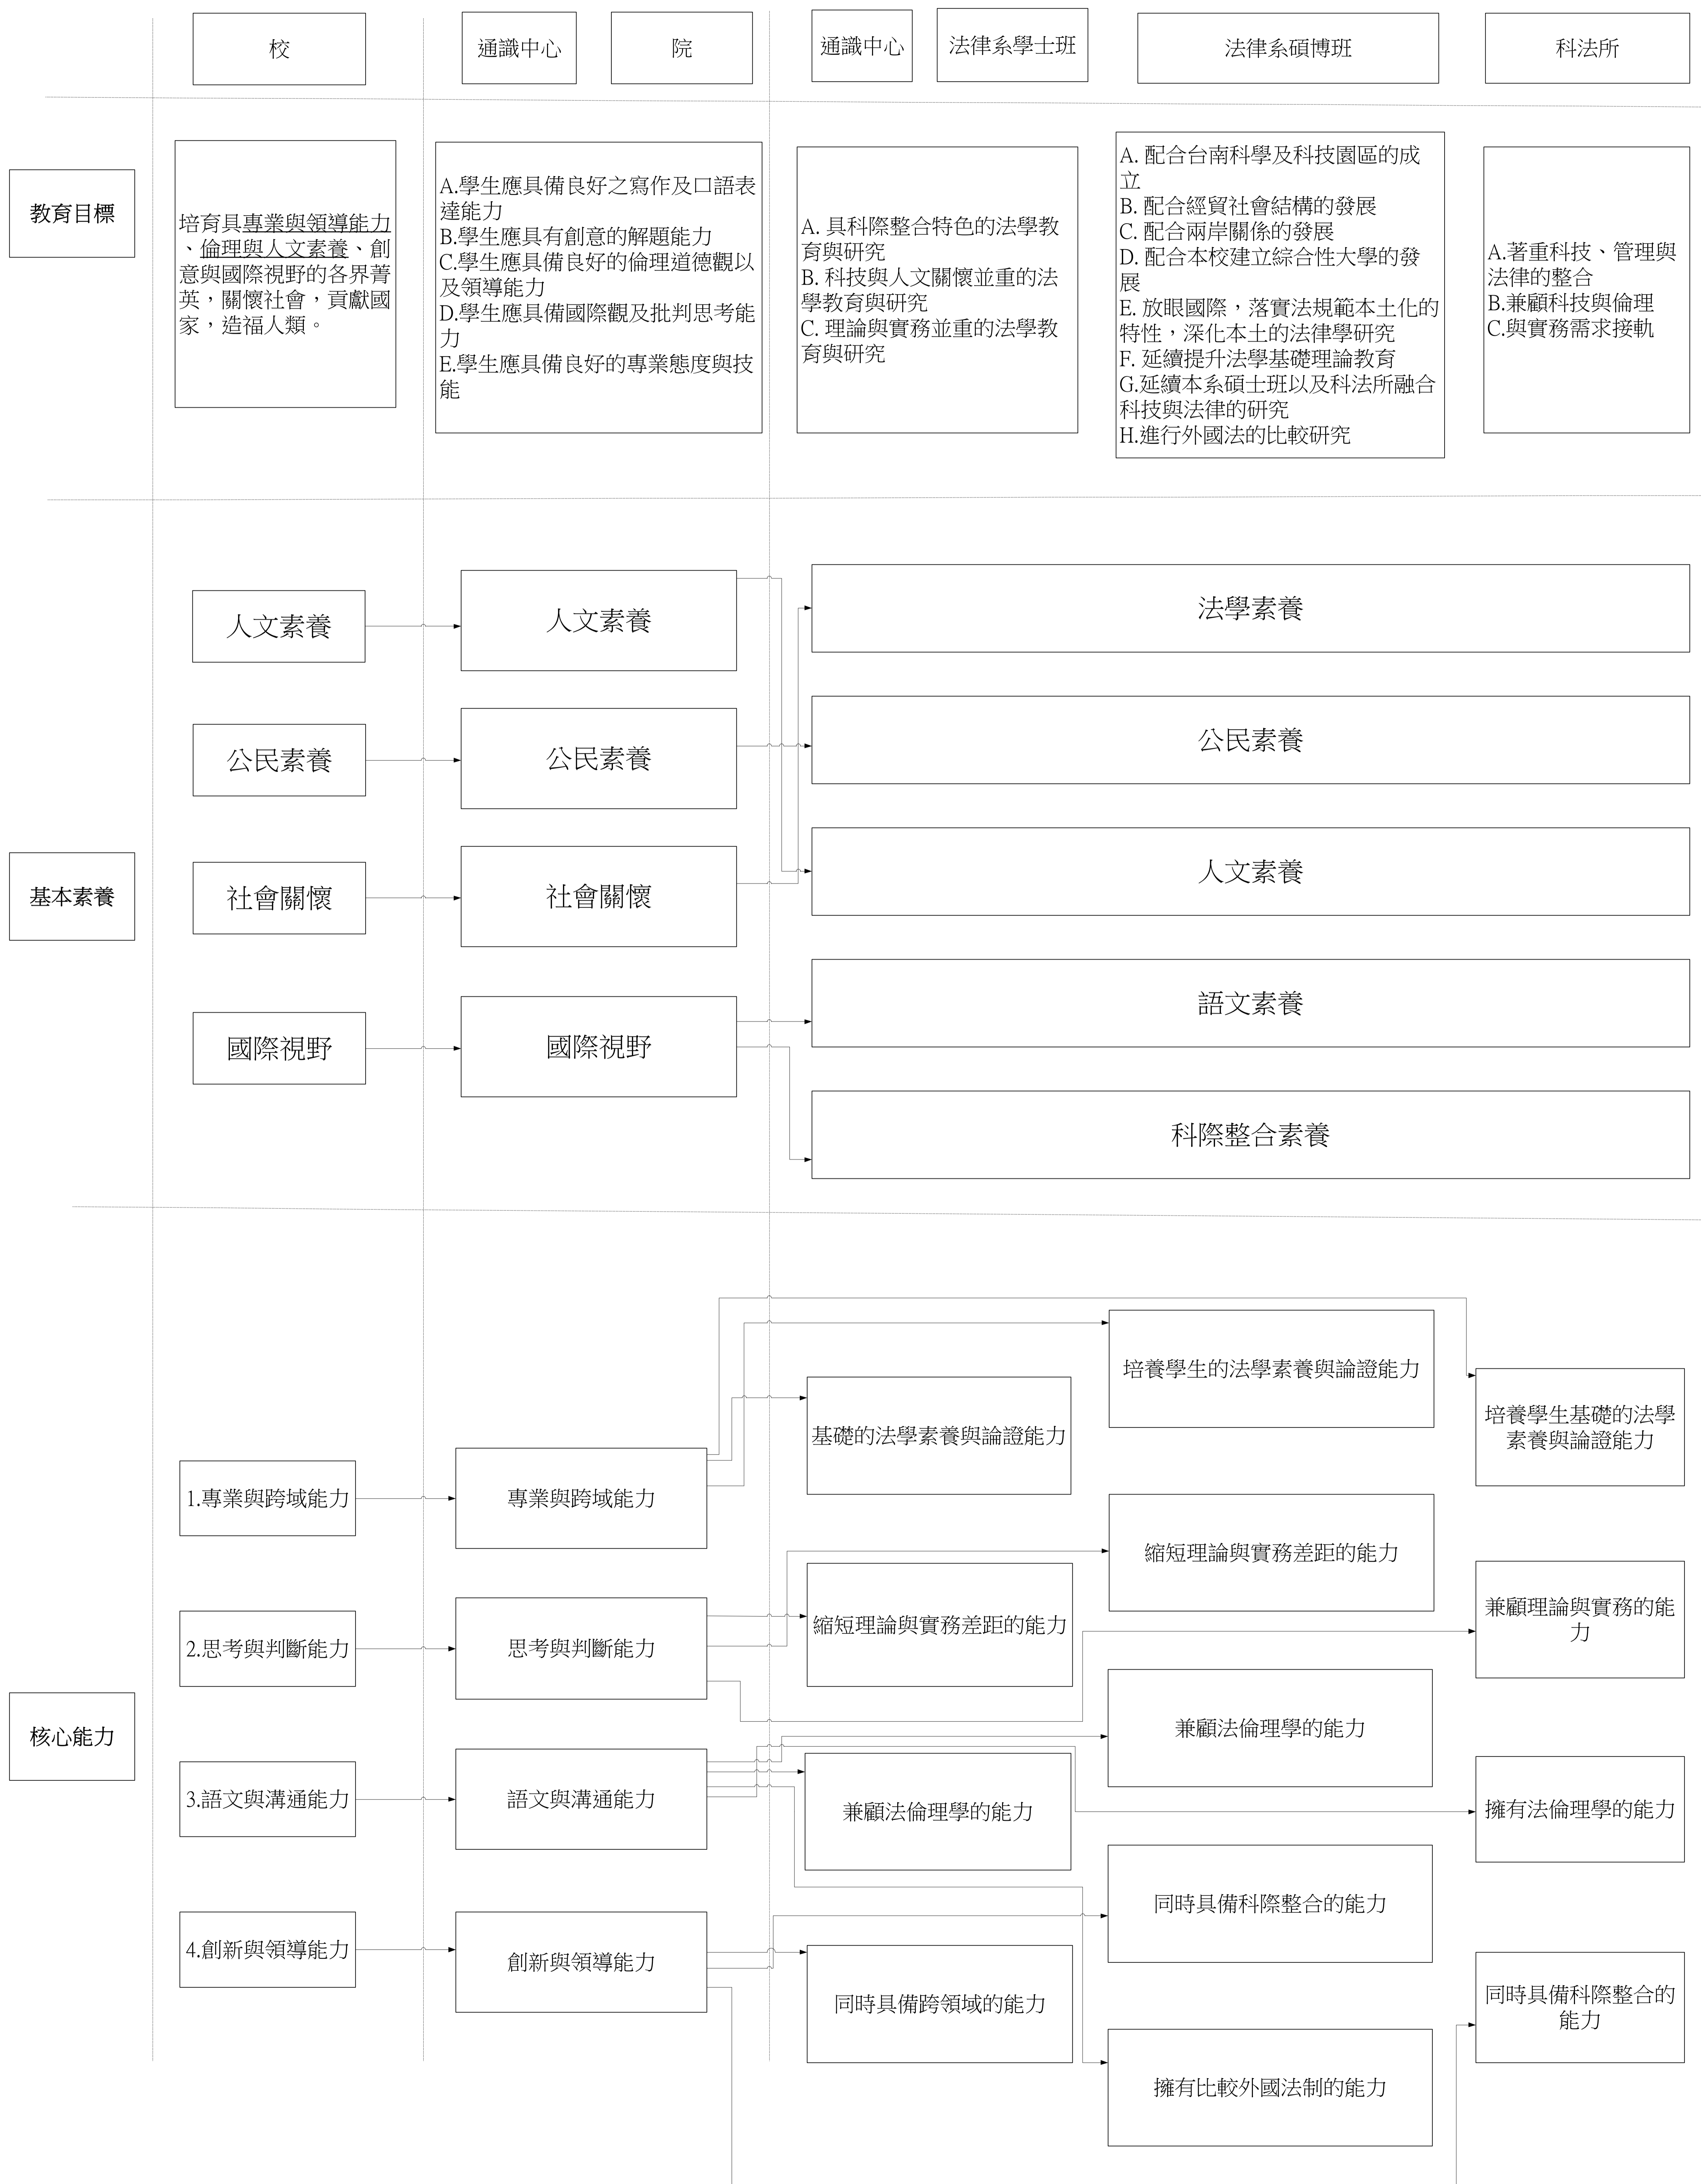 校
通識中心
院
通識中心
法律系學士班
法律系碩博班
科法所
教育目標
培育具專業與領導能力
、倫理與人文素養、創
意與國際視野的各界菁
英，關懷社會，貢獻國
家，造福人類。
A.學生應具備良好之寫作及口語表
達能力
B.學生應具有創意的解題能力
C.學生應具備良好的倫理道德觀以
及領導能力
D.學生應具備國際觀及批判思考能
力
E.學生應具備良好的專業態度與技
能
A. 具科際整合特色的法學教
育與研究
B. 科技與人文關懷並重的法
學教育與研究
C. 理論與實務並重的法學教
育與研究
A. 配合台南科學及科技園區的成
立
B. 配合經貿社會結構的發展
C. 配合兩岸關係的發展
D. 配合本校建立綜合性大學的發
展
E. 放眼國際，落實法規範本土化的
特性，深化本土的法律學研究
F. 延續提升法學基礎理論教育
G.延續本系碩士班以及科法所融合
科技與法律的研究
H.進行外國法的比較研究
A.著重科技、管理與
法律的整合
B.兼顧科技與倫理
C.與實務需求接軌
基本素養
人文素養
人文素養
法學素養
公民素養
公民素養
公民素養
社會關懷
社會關懷
人文素養
國際視野
國際視野
語文素養
科際整合素養
核心能力
1.專業與跨域能力
專業與跨域能力
基礎的法學素養與論證能力
培養學生的法學素養與論證能力
培養學生基礎的法學
素養與論證能力
2.思考與判斷能力
思考與判斷能力
縮短理論與實務差距的能力
縮短理論與實務差距的能力
兼顧理論與實務的能
力
3.語文與溝通能力
語文與溝通能力
兼顧法倫理學的能力
兼顧法倫理學的能力
擁有法倫理學的能力
4.創新與領導能力
創新與領導能力
同時具備跨領域的能力
同時具備科際整合的能力
同時具備科際整合的
能力
擁有比較外國法制的能力